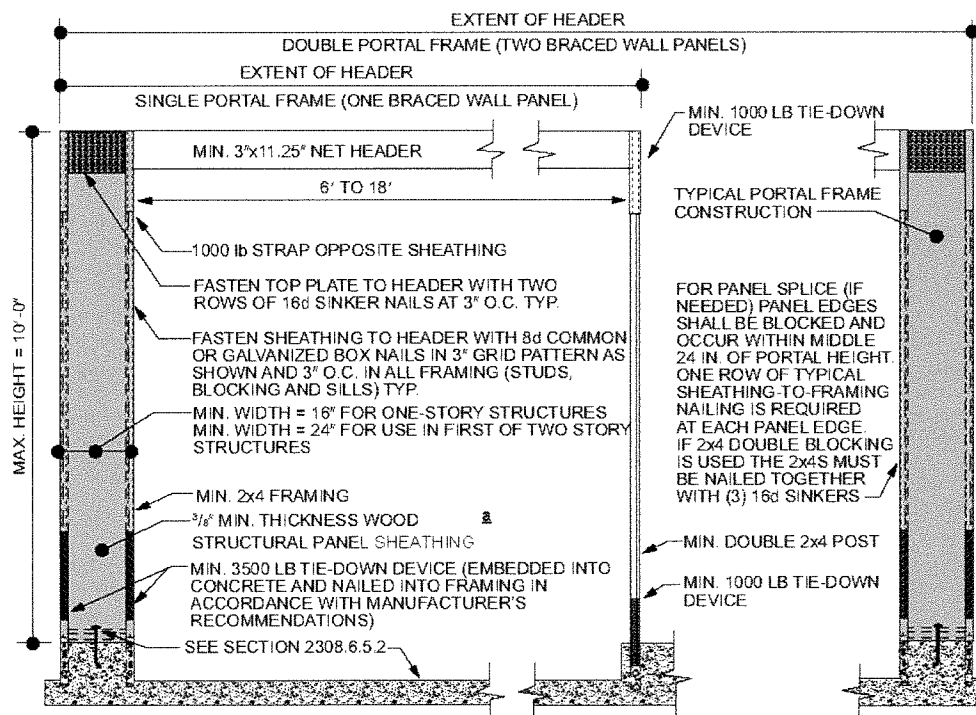 EXTENT OF HEADER
DOUBLE PORTAL FRAME (TWO BRACED WALL PANELS)
EXTENT OF HEADER
SINGLE PORTAL FRAME (ONE BRACED WALL PANEL)
MIN. 1000 LB TIE-DOWN
DEVICE
MIN. 3"x11.25" NET HEADER
6' TO 18'
TYPICAL PORTAL FRAME
CONSTRUCTION
1000 lb STRAP OPPOSITE SHEATHING
FASTEN TOP PLATE TO HEADER WITH TWO
ROWS OF 16d SINKER NAILS AT 3" O.C. TYP.
FASTEN SHEATHING TO HEADER WITH 8d COMMON
OR GALVANIZED BOX NAILS IN 3" GRID PATTERN AS
SHOWN AND 3" O.C. IN ALL FRAMING (STUDS,
BLOCKING AND SILLS) TYP.
MIN. WIDTH = 16" FOR ONE-STORY STRUCTURES
MIN. WIDTH = 24" FOR USE IN FIRST OF TWO STORY
STRUCTURES
FOR PANEL SPLICE (IF
NEEDED) PANEL EDGES
SHALL BE BLOCKED AND
OCCUR WITHIN MIDDLE
24 IN. OF PORTAL HEIGHT.
ONE ROW OF TYPICAL
SHEATHING-TO-FRAMING
NAILING IS REQUIRED
AT EACH PANEL EDGE.
IF 2x4 DOUBLE BLOCKING
IS USED THE 2x4S MUST
BE NAILED TOGETHER
WITH (3) 16d SINKERS
MAX. HEIGHT = 10'-0"
MIN. 2x4 FRAMING
3/8" MIN. THICKNESS WOOD a
STRUCTURAL PANEL SHEATHING
MIN. 3500 LB TIE-DOWN DEVICE (EMBEDDED INTO
CONCRETE AND NAILED INTO FRAMING IN
ACCORDANCE WITH MANUFACTURER'S
RECOMMENDATIONS)
MIN. DOUBLE 2x4 POST
MIN. 1000 LB TIE-DOWN
DEVICE
SEE SECTION 2308.6.5.2